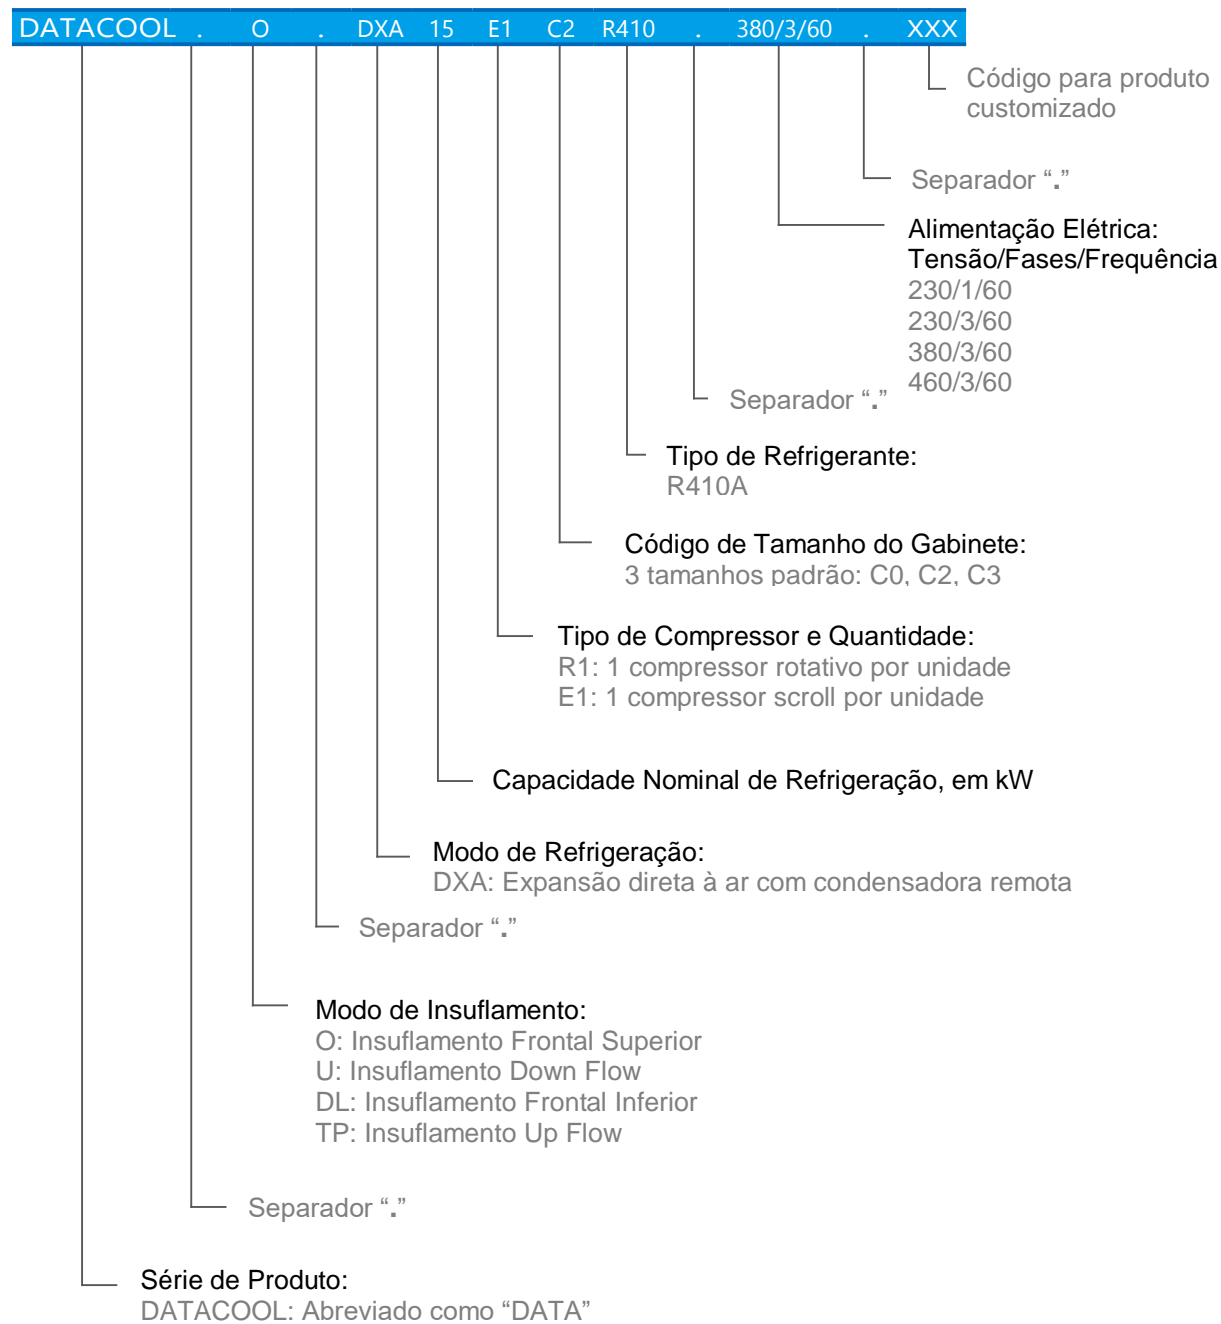 DATACOOL . O . DXA 15 E1 C2 R410 . 380/3/60 . XXX
Código para produto
customizado
Separador “.”
Alimentação Elétrica:
Tensão/Fases/Frequência
230/1/60
230/3/60
380/3/60
460/3/60
Separador “.”
Tipo de Refrigerante:
R410A
Código de Tamanho do Gabinete:
3 tamanhos padrão: C0, C2, C3
Tipo de Compressor e Quantidade:
R1: 1 compressor rotativo por unidade
E1: 1 compressor scroll por unidade
Capacidade Nominal de Refrigeração, em kW
Modo de Refrigeração:
DXA: Expansão direta à ar com condensadora remota
Separador “.”
Modo de Insuflamento:
O: Insuflamento Frontal Superior
U: Insuflamento Down Flow
DL: Insuflamento Frontal Inferior
TP: Insuflamento Up Flow
Separador “.”
Série de Produto:
DATACOOL: Abreviado como “DATA”